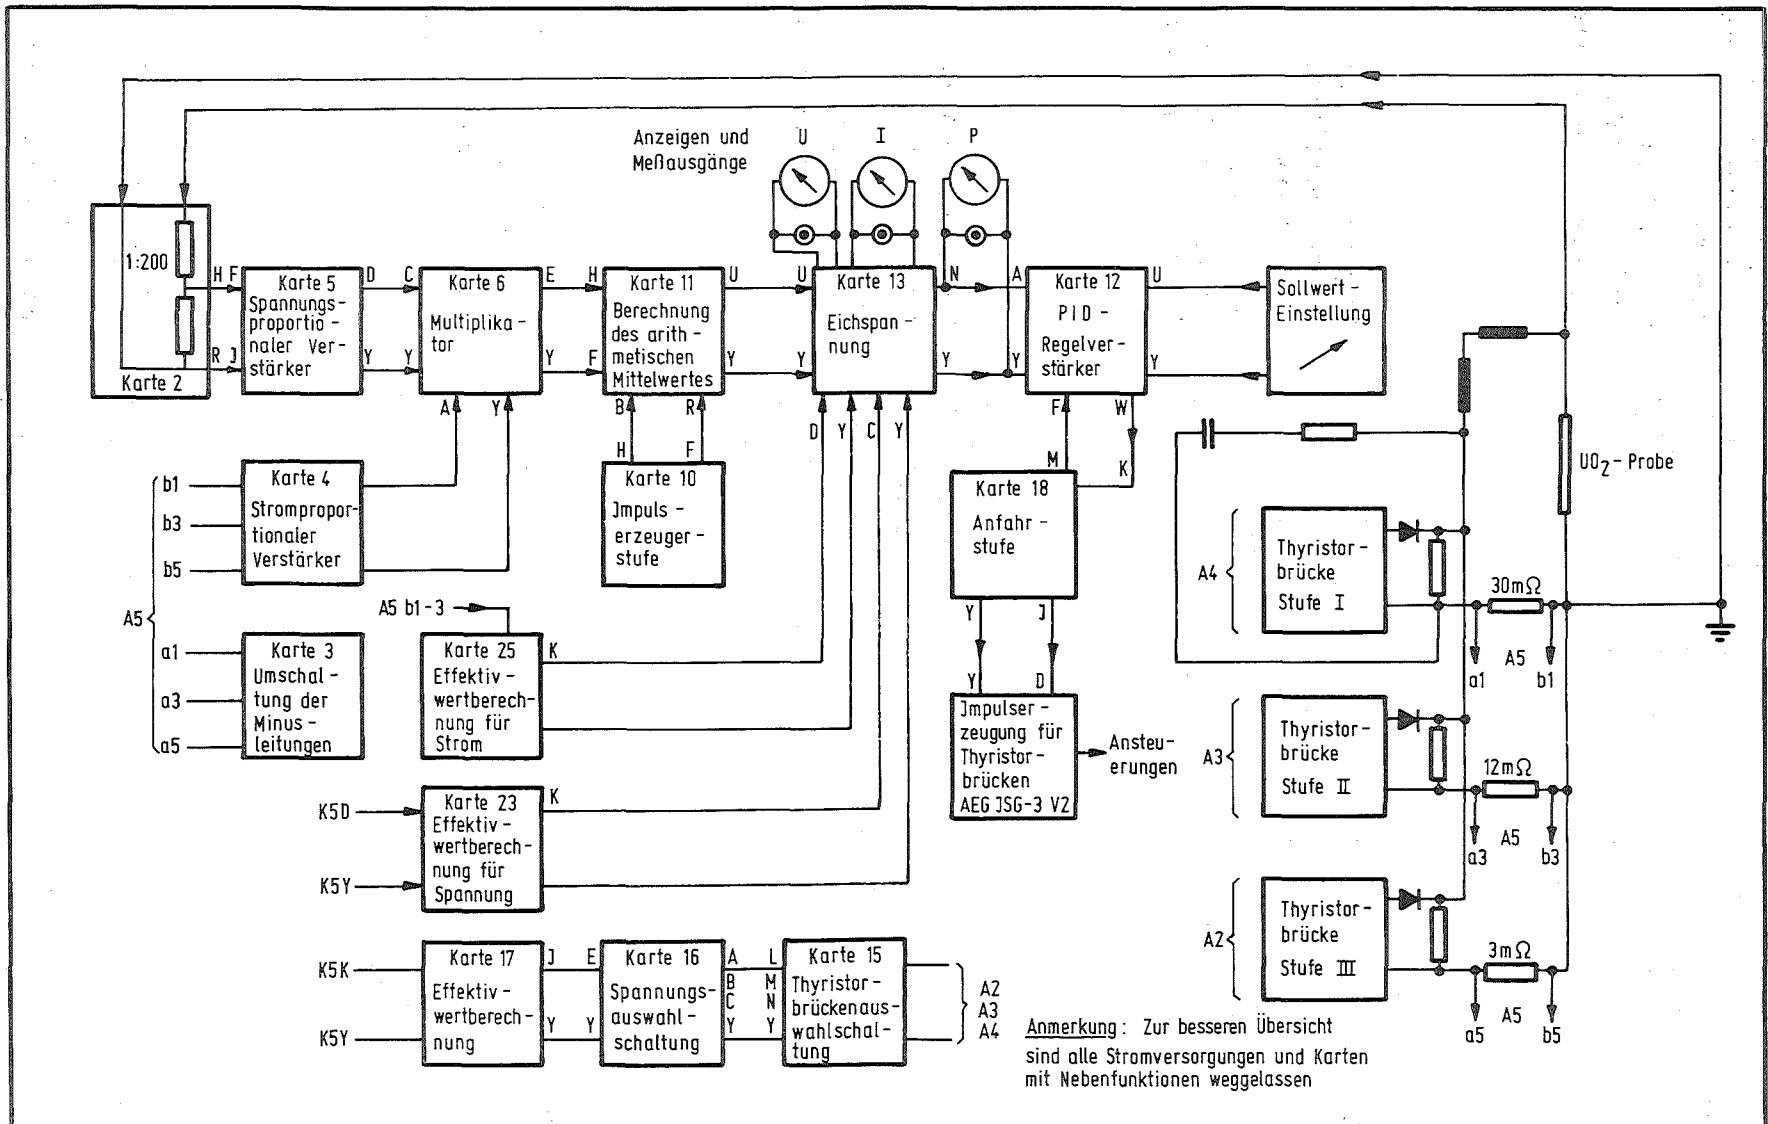 Anzeigen und
Meßausgänge
U
I
P
1:200
Karte 2
H F
R J
Karte 5
Spannungs-
proportio-
naler Ver-
stärker
D
Y
C
Y
Karte 6
Multiplika-
tor
A
Y
E
Y
H
F
Karte 11
Berechnung
des arith-
metischen
Mittelwertes
B
R
U
Y
U
Y
Karte 13
Eichspan-
nung
D
Y
C
Y
N
Y
A
Y
Karte 12
PID-
Regelver-
stärker
F
W
U
Y
Sollwert-
Einstellung
H
F
Karte 10
Jmpuls-
erzeuger-
stufe
M
K
Karte 18
Anfahr-
stufe
Y
J
Y
D
Jmpulser-
zeugung für
Thyristor-
brücken
AEG JSG-3 V2
Ansteu-
erungen
A5
b1
b3
b5
a1
a3
a5
Karte 4
Stromproportionaler
Verstärker
Karte 3
Umschal-
tung der
Minus-
leitungen
A5 b1-3
Karte 25
Effektiv-
wertberech-
nung für
Strom
K
K5D
K5Y
Karte 23
Effektiv-
wertberech-
nung für
Spannung
K
K5K
K5Y
Karte 17
Effektiv-
wertberech-
nung
J
Y
E
Y
Karte 16
Spannungs-
auswahl-
schaltung
A
B
C
Y
L
M
N
Y
Karte 15
Thyristor-
brückenaus-
wahlschal-
tung
A2
A3
A4
UO2-Probe
A4
Thyristor-
brücke
Stufe I
30mΩ
a1
A5
b1
A3
Thyristor-
brücke
Stufe II
12mΩ
a3
A5
b3
A2
Thyristor-
brücke
Stufe III
3mΩ
a5
A5
b5
Anmerkung: Zur besseren Übersicht
sind alle Stromversorgungen und Karten
mit Nebenfunktionen weggelassen